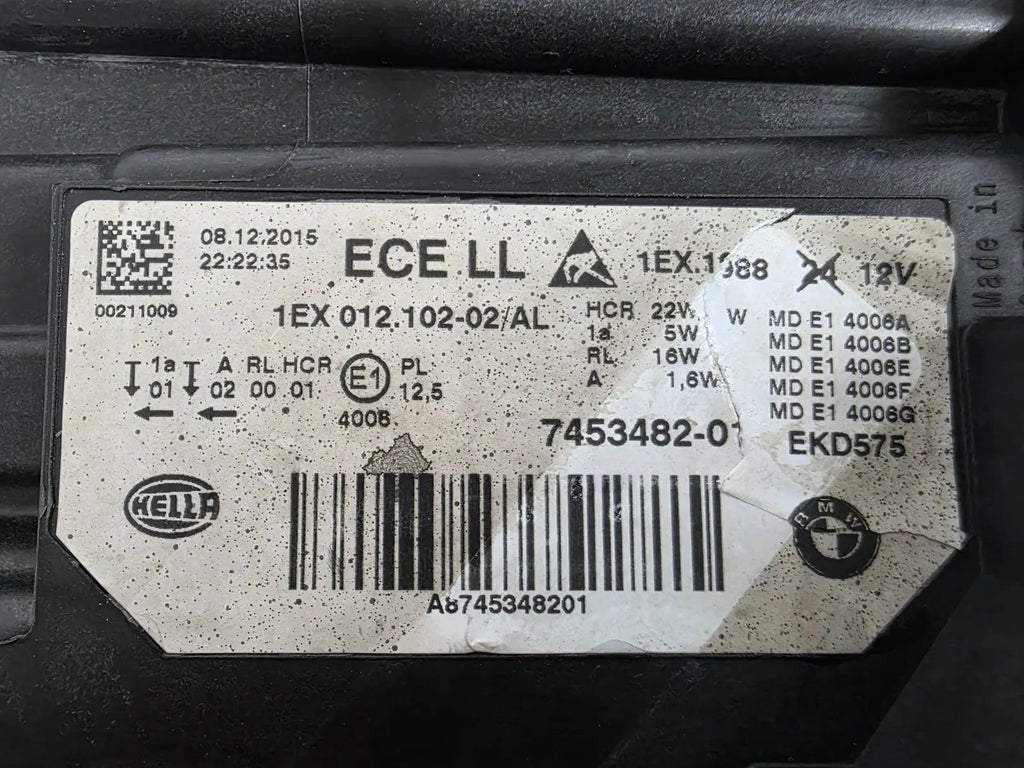 08.12.2015
22:22:35
00211009
ECE LL
1EX 012.102-02/AL
24 12V
HCR 22W W
1a 5W
RL 16W
A 1,6W
MD E1 4006A
MD E1 4006B
MD E1 4006E
MD E1 4006F
MD E1 4006G
1a A RL HCR
01 02 00 01
E1
4008
PL
12,5
7453482-01
EKD575
HELLA
BMW
A8745348201
Made in